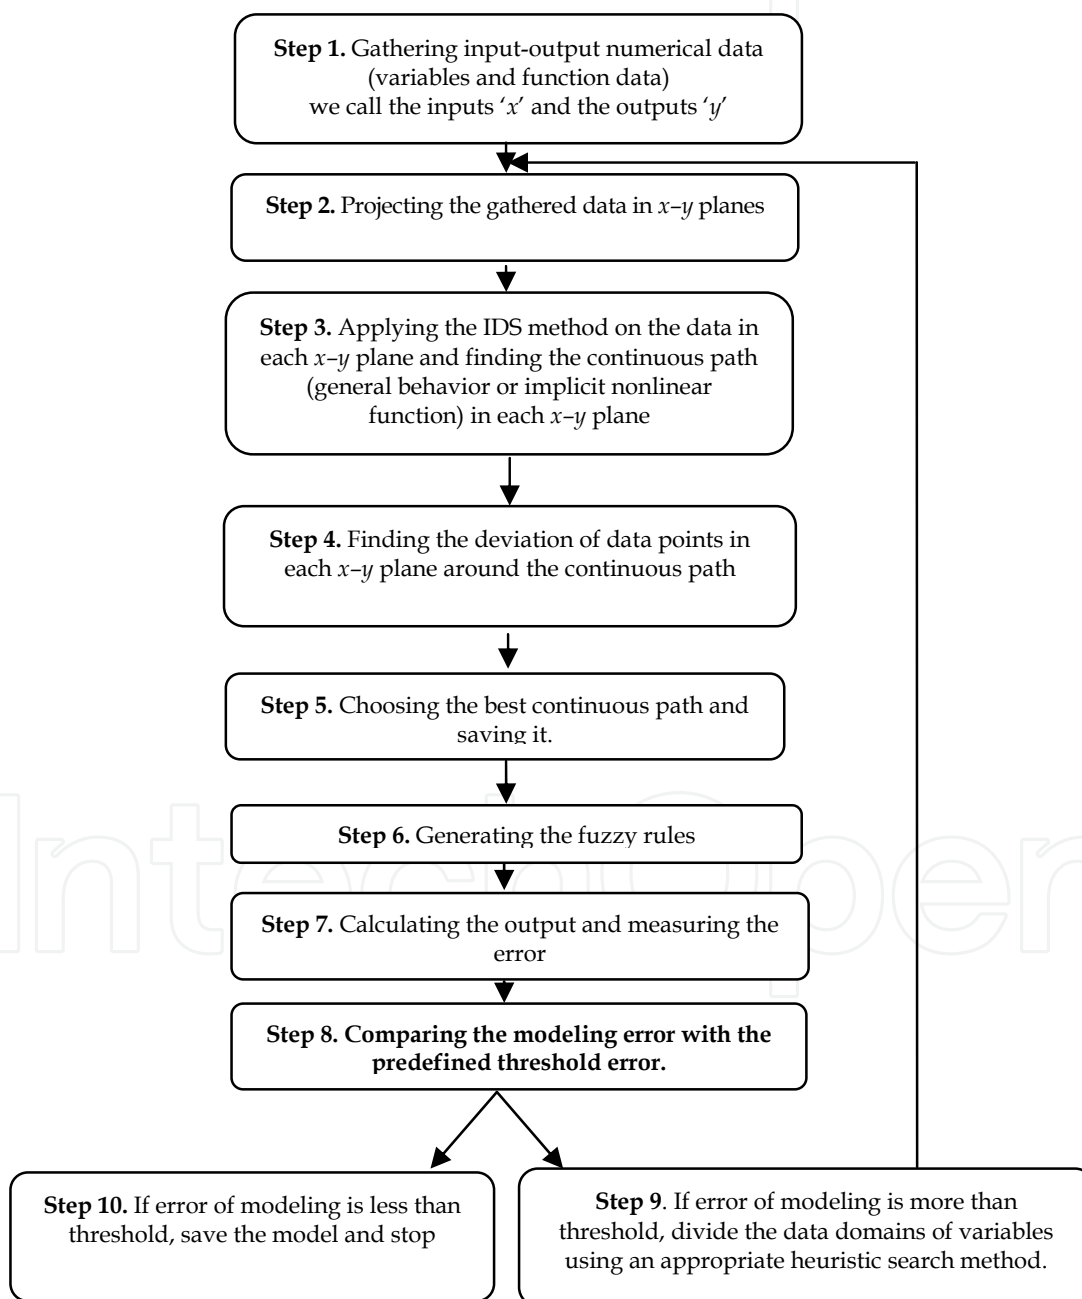 Step 1. Gathering input-output numerical data
(variables and function data)
we call the inputs ‘x’ and the outputs ‘y’
Step 2. Projecting the gathered data in x–y planes
Step 3. Applying the IDS method on the data in
each x–y plane and finding the continuous path
(general behavior or implicit nonlinear
function) in each x–y plane
Step 4. Finding the deviation of data points in
each x–y plane around the continuous path
Step 5. Choosing the best continuous path and
saving it.
Step 6. Generating the fuzzy rules
Step 7. Calculating the output and measuring the
error
Step 8. Comparing the modeling error with the
predefined threshold error.
Step 10. If error of modeling is less than
threshold, save the model and stop
Step 9. If error of modeling is more than
threshold, divide the data domains of variables
using an appropriate heuristic search method.
IntechOpen